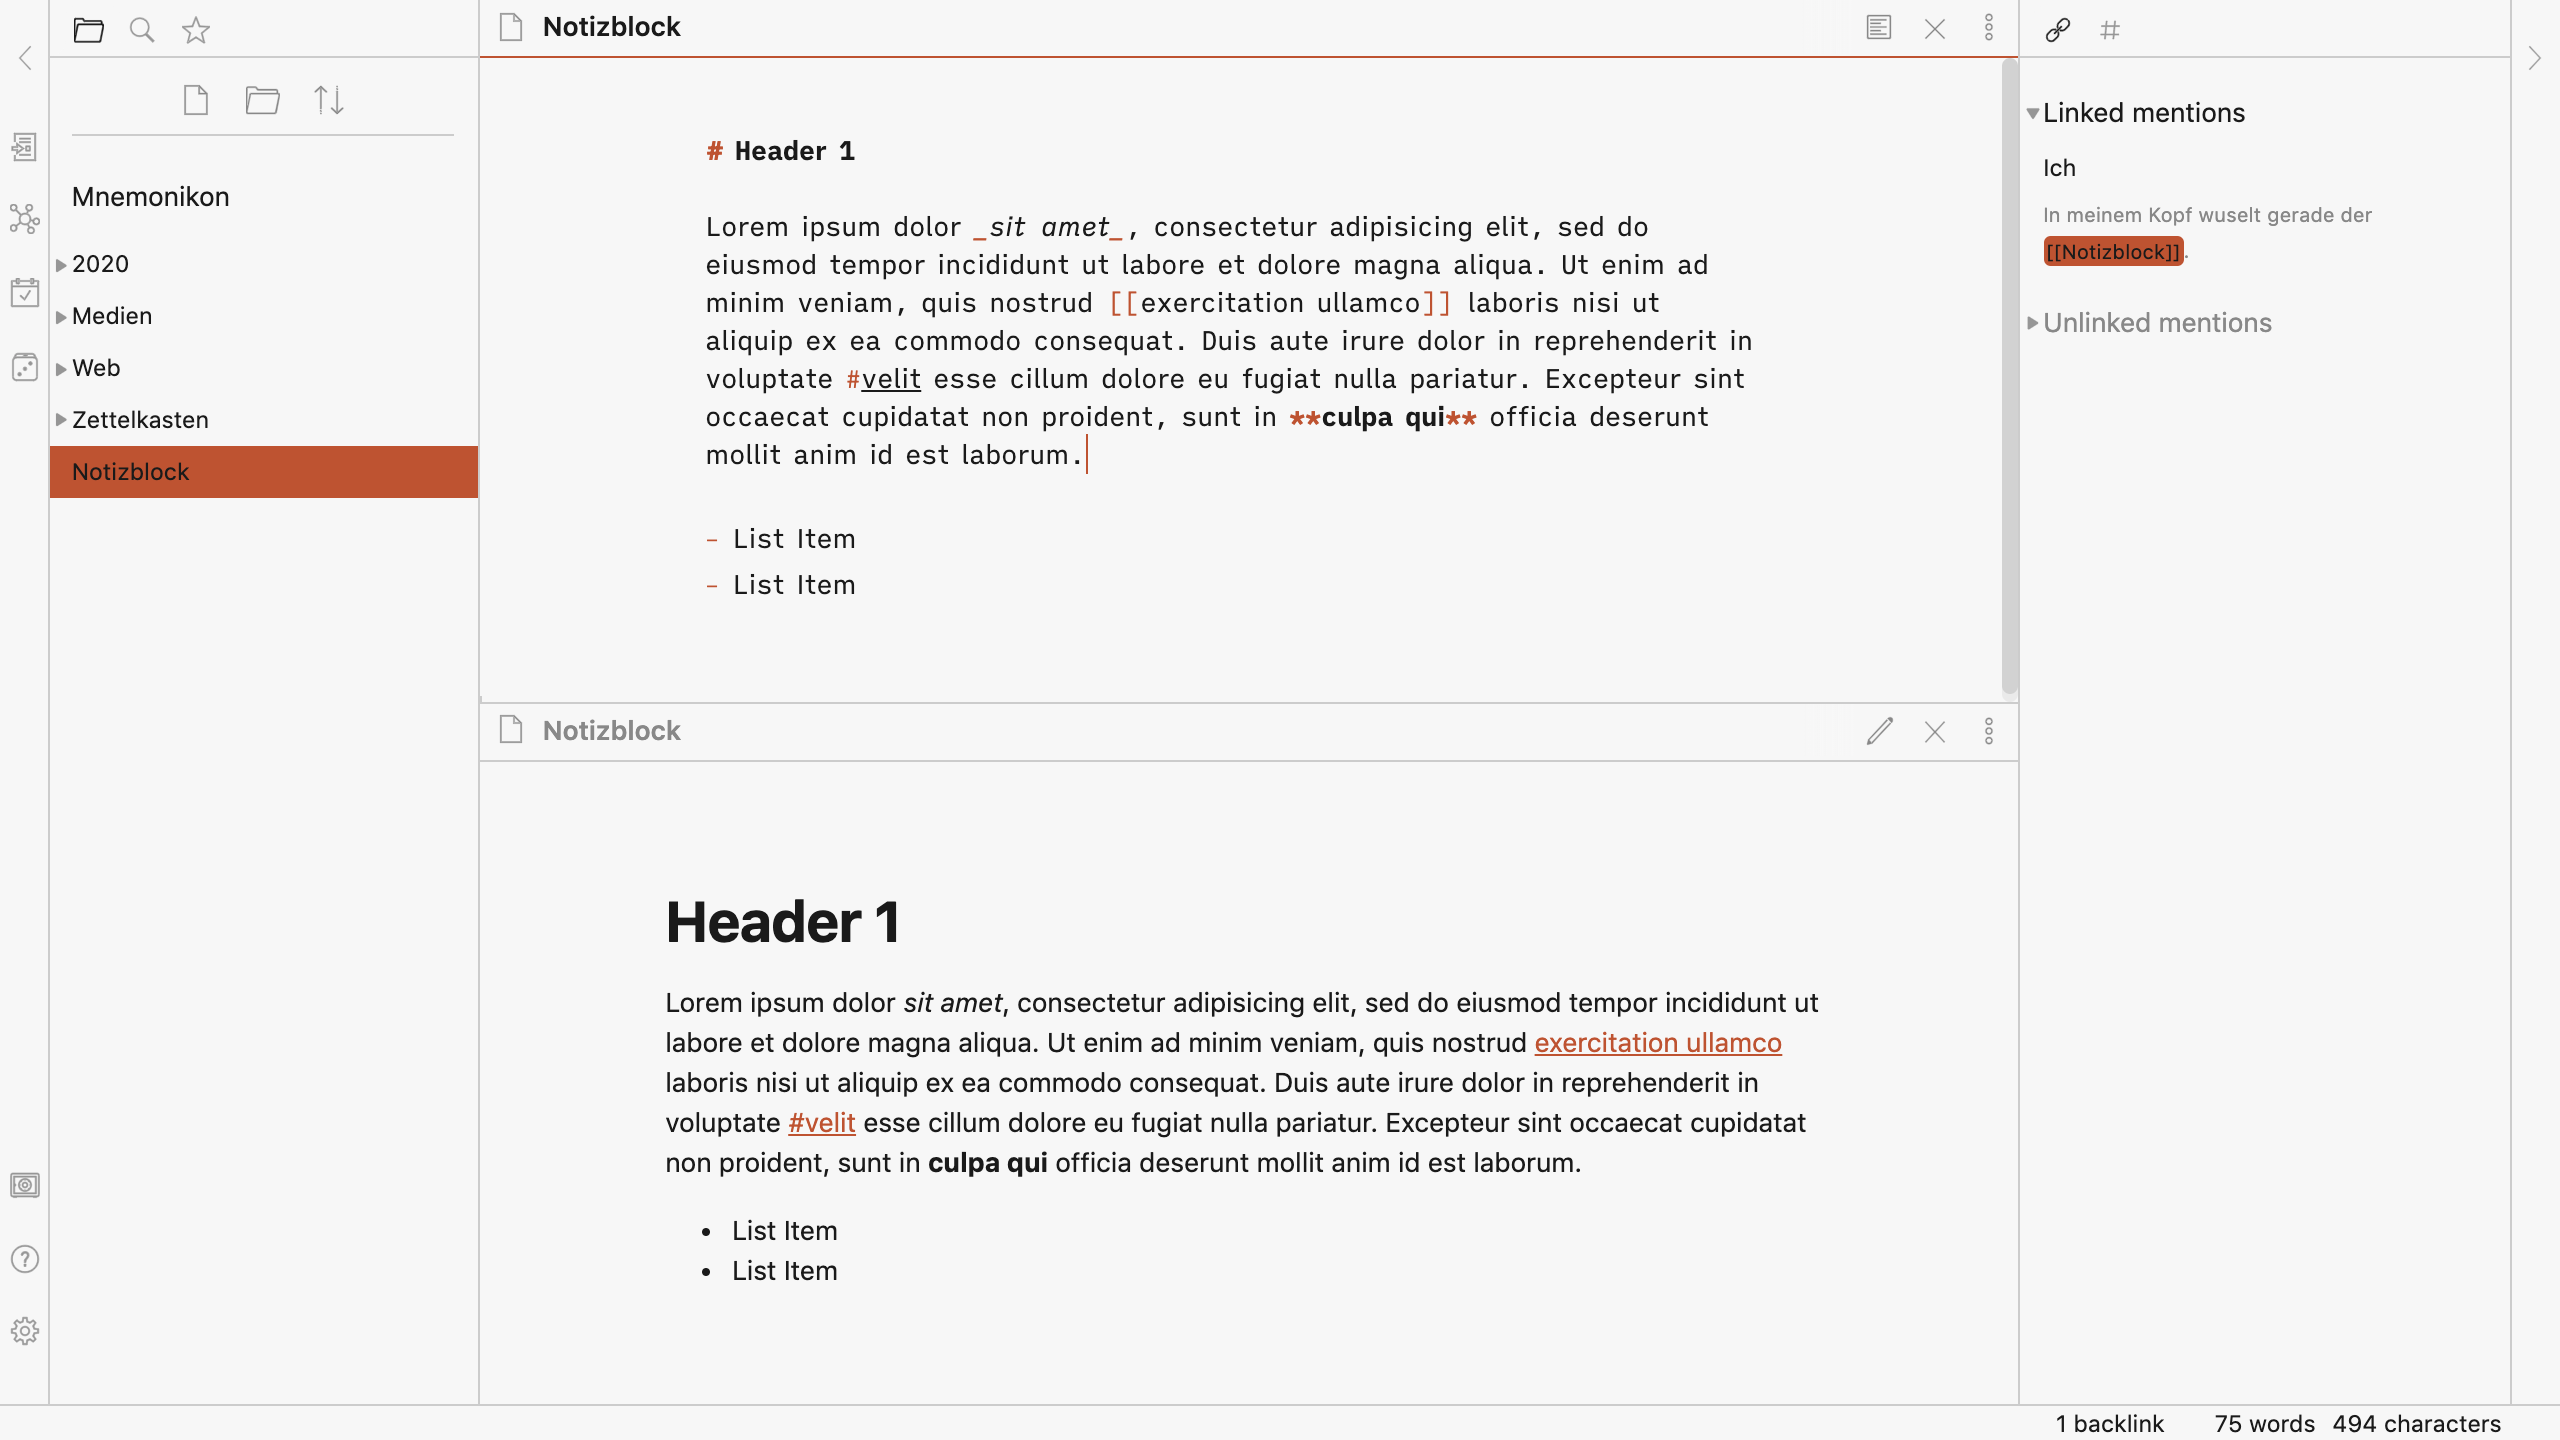 Mnemonikon
2020
Medien
Web
Zettelkasten
Notizblock
Notizblock
# Header 1
Lorem ipsum dolor _sit amet_, consectetur adipisicing elit, sed do
eiusmod tempor incididunt ut labore et dolore magna aliqua. Ut enim ad
minim veniam, quis nostrud [[exercitation ullamco]] laboris nisi ut
aliquip ex ea commodo consequat. Duis aute irure dolor in reprehenderit in
voluptate #velit esse cillum dolore eu fugiat nulla pariatur. Excepteur sint
occaecat cupidatat non proident, sunt in **culpa qui** officia deserunt
mollit anim id est laborum.
- List Item
- List Item
Notizblock
Header 1
Lorem ipsum dolor sit amet, consectetur adipisicing elit, sed do eiusmod tempor incididunt ut
labore et dolore magna aliqua. Ut enim ad minim veniam, quis nostrud exercitation ullamco
laboris nisi ut aliquip ex ea commodo consequat. Duis aute irure dolor in reprehenderit in
voluptate #velit esse cillum dolore eu fugiat nulla pariatur. Excepteur sint occaecat cupidatat
non proident, sunt in culpa qui officia deserunt mollit anim id est laborum.
• List Item
• List Item
Linked mentions
Ich
In meinem Kopf wuselt gerade der
[[Notizblock]].
Unlinked mentions
1 backlink 75 words 494 characters